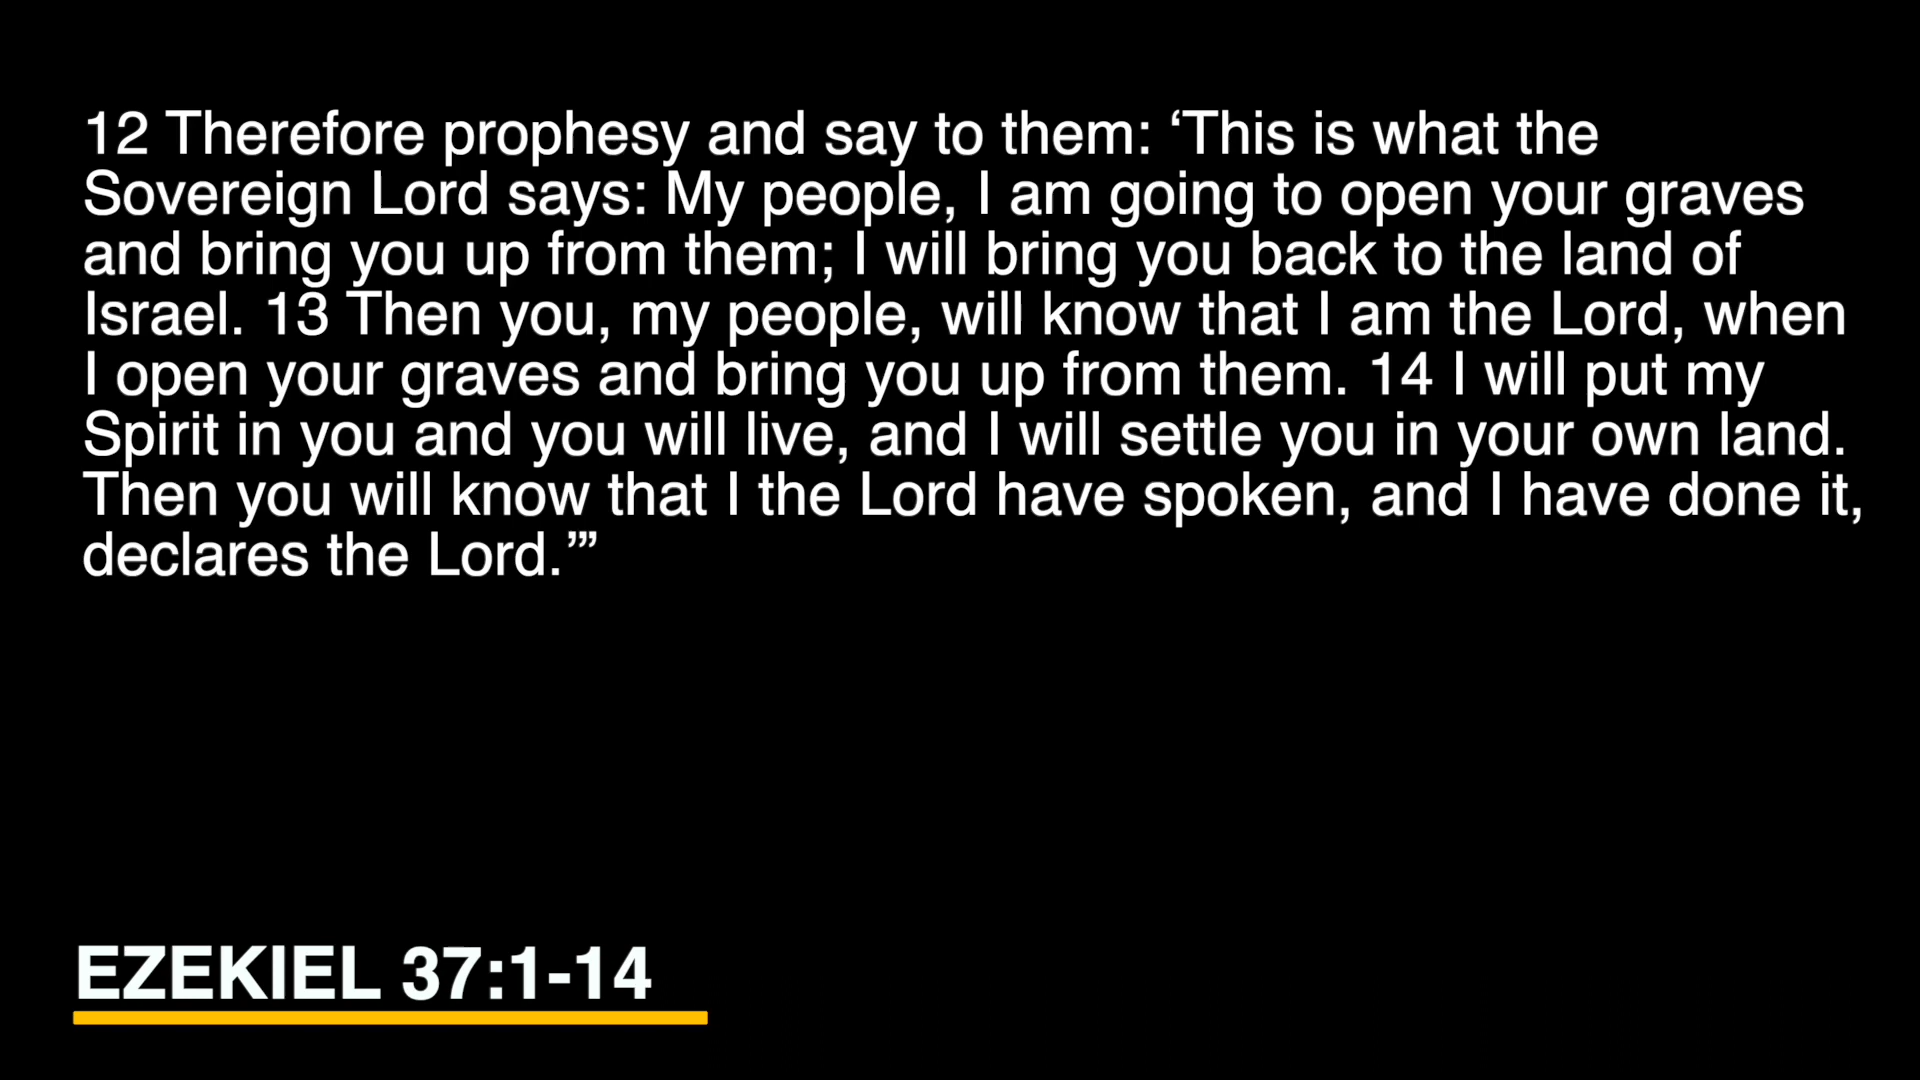 12 Therefore prophesy and say to them: ‘This is what the
Sovereign Lord says: My people, I am going to open your graves
and bring you up from them; I will bring you back to the land of
Israel. 13 Then you, my people, will know that I am the Lord, when
I open your graves and bring you up from them. 14 I will put my
Spirit in you and you will live, and I will settle you in your own land.
Then you will know that I the Lord have spoken, and I have done it,
declares the Lord.’”
EZEKIEL 37:1-14